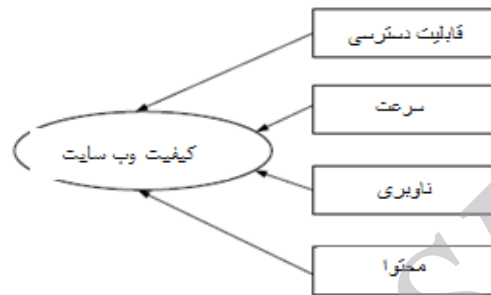 قابلیت دسترسی
سرعت
کیفیت وب سایت
ناوبری
محتوا